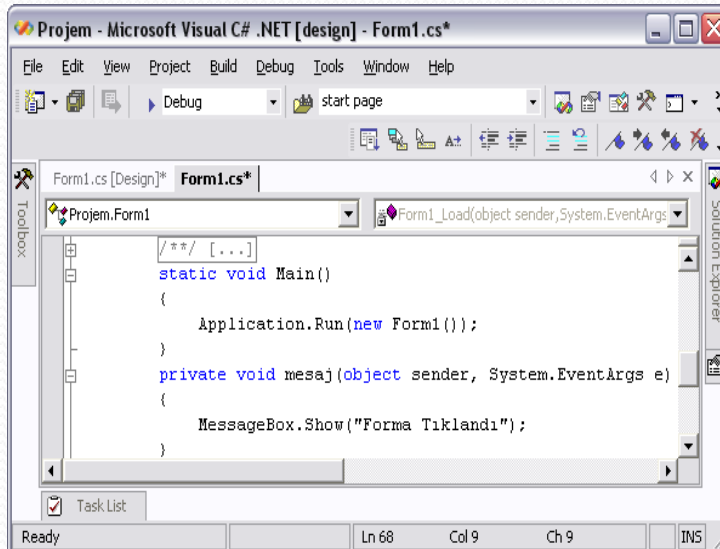 Projem - Microsoft Visual C# .NET [design] - Form1.cs*
File Edit View Project Build Debug Tools Window Help
Debug start page
Form1.cs [Design]* Form1.cs*
Toolbox
Projem.Form1 Form1_Load(object sender,System.EventArgs
Solution Explorer
/**/ [...]
static void Main()
{
Application.Run(new Form1());
}
private void mesaj(object sender, System.EventArgs e)
{
MessageBox.Show("Forma Tıklandı");
}
Task List
Ready Ln 68 Col 9 Ch 9 INS